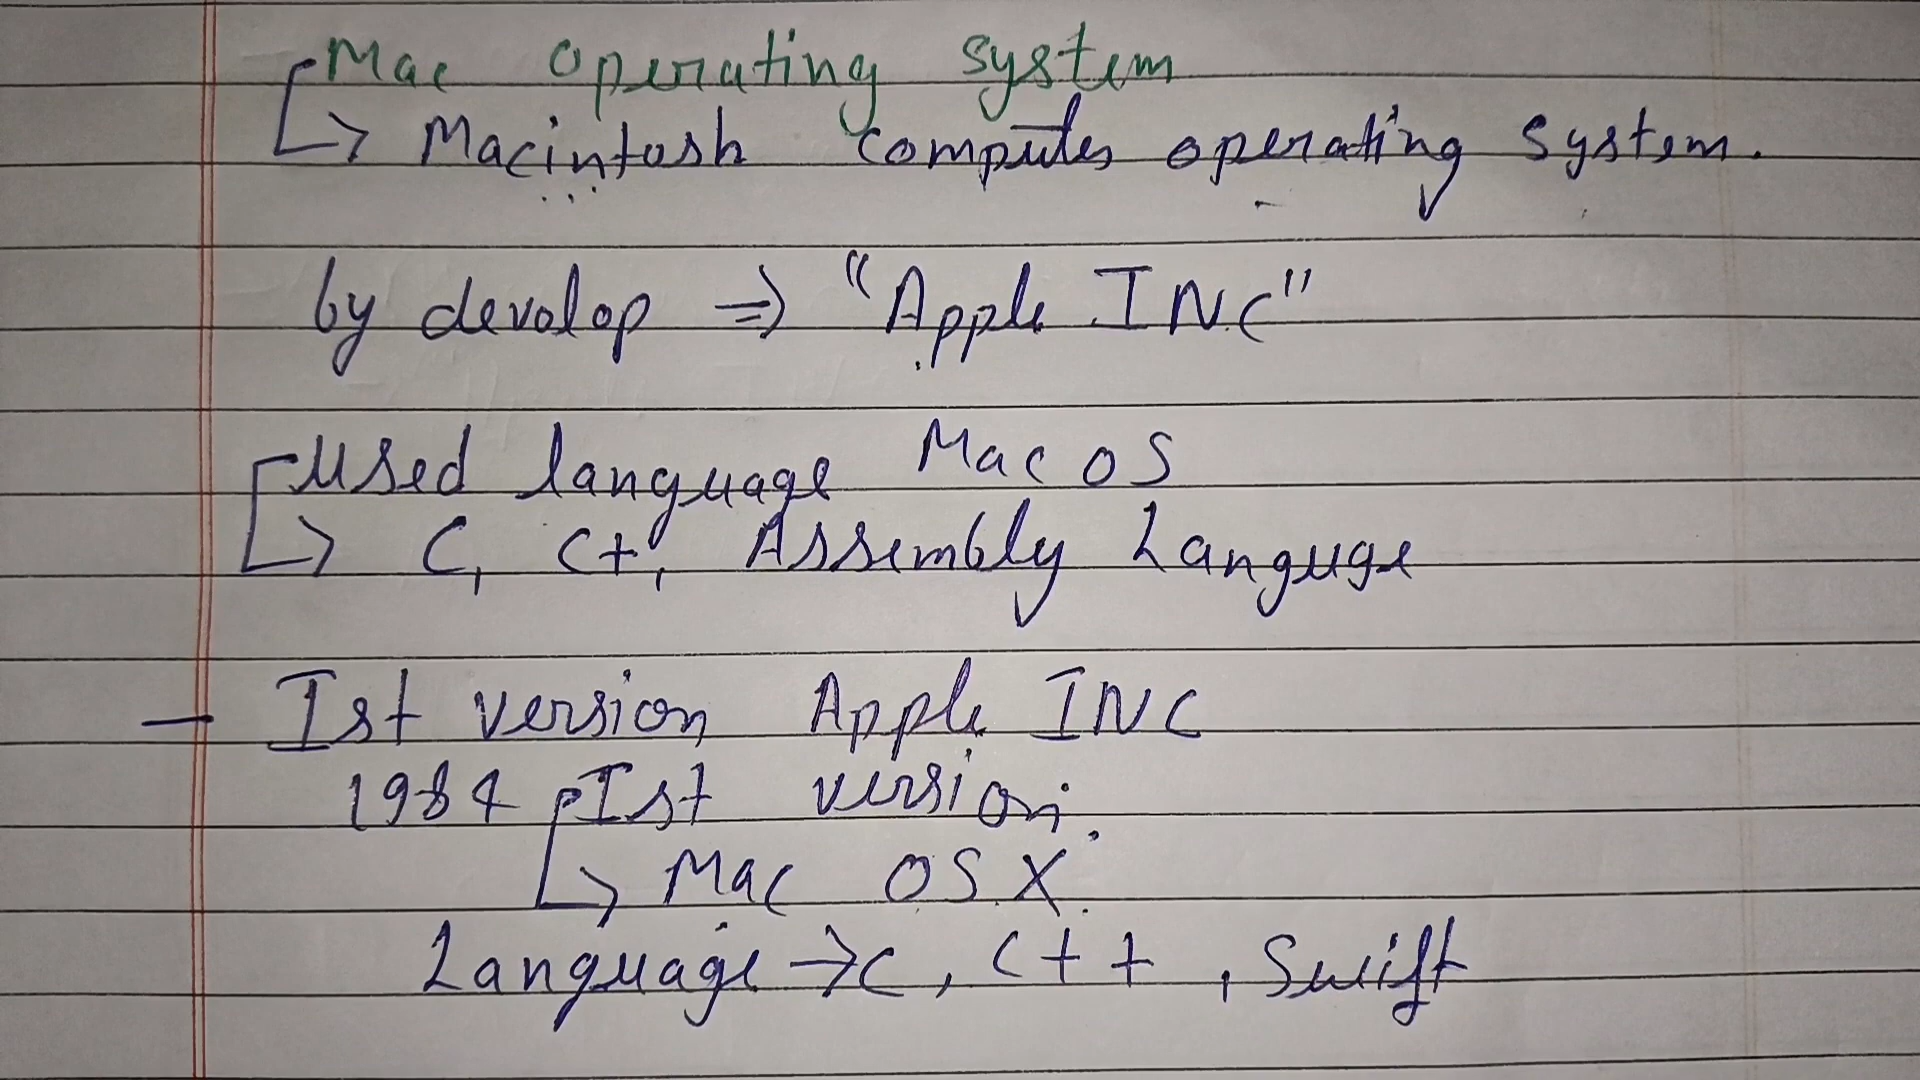 Mac operating system
→ Macintosh computer operating system.
by devolop ⇒ "Apple INC"
Used language Mac OS
→ C, C+, Assembly Languge
- Ist version Apple INC
1984 Ist version.
→ Mac OS X.
Language → C, C++, Swift